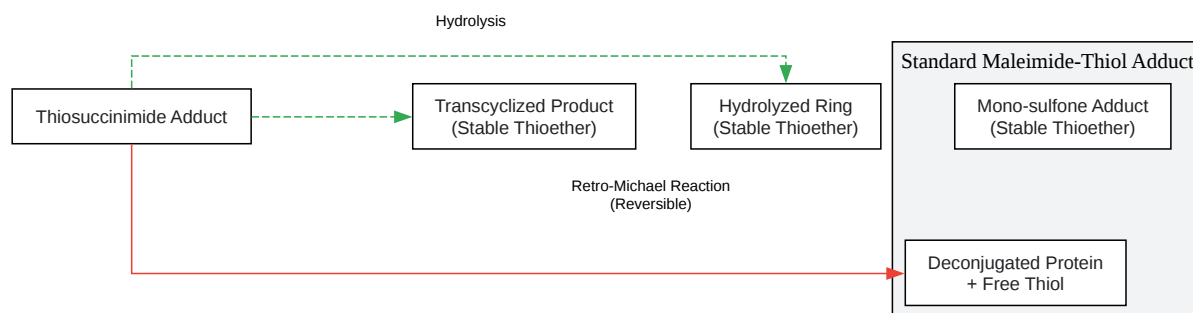 Hydrolysis
Standard Maleimide-Thiol Adduct
Thiosuccinimide Adduct
Transcyclized Product
(Stable Thioether)
Hydrolyzed Ring
(Stable Thioether)
Mono-sulfone Adduct
(Stable Thioether)
Retro-Michael Reaction
(Reversible)
Deconjugated Protein
+ Free Thiol